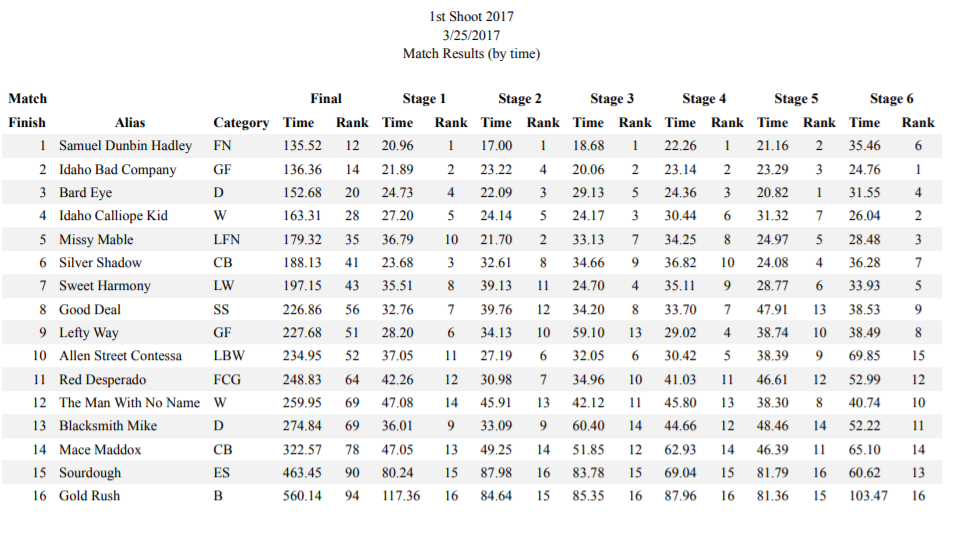 1st Shoot 2017
3/25/2017
Match Results (by time)
Match Final Stage 1 Stage 2 Stage 3 Stage 4 Stage 5 Stage 6
Finish Alias Category Time Rank Time Rank Time Rank Time Rank Time Rank Time Rank Time Rank
1 Samuel Dunbin Hadley FN 135.52 12 20.96 1 17.00 1 18.68 1 22.26 1 21.16 2 35.46 6
2 Idaho Bad Company GF 136.36 14 21.89 2 23.22 4 20.06 2 23.14 2 23.29 3 24.76 1
3 Bard Eye D 152.68 20 24.73 4 22.09 3 29.13 5 24.36 3 20.82 1 31.55 4
4 Idaho Calliope Kid W 163.31 28 27.20 5 24.14 5 24.17 3 30.44 6 31.32 7 26.04 2
5 Missy Mable LFN 179.32 35 36.79 10 21.70 2 33.13 7 34.25 8 24.97 5 28.48 3
6 Silver Shadow CB 188.13 41 23.68 3 32.61 8 34.66 9 36.82 10 24.08 4 36.28 7
7 Sweet Harmony LW 197.15 43 35.51 8 39.13 11 24.70 4 35.11 9 28.77 6 33.93 5
8 Good Deal SS 226.86 56 32.76 7 39.76 12 34.20 8 33.70 7 47.91 13 38.53 9
9 Lefty Way GF 227.68 51 28.20 6 34.13 10 59.10 13 29.02 4 38.74 10 38.49 8
10 Allen Street Contessa LBW 234.95 52 37.05 11 27.19 6 32.05 6 30.42 5 38.39 9 69.85 15
11 Red Desperado FCG 248.83 64 42.26 12 30.98 7 34.96 10 41.03 11 46.61 12 52.99 12
12 The Man With No Name W 259.95 69 47.08 14 45.91 13 42.12 11 45.80 13 38.30 8 40.74 10
13 Blacksmith Mike D 274.84 69 36.01 9 33.09 9 60.40 14 44.66 12 48.46 14 52.22 11
14 Mace Maddox CB 322.57 78 47.05 13 49.25 14 51.85 12 62.93 14 46.39 11 65.10 14
15 Sourdough ES 463.45 90 80.24 15 87.98 16 83.78 15 69.04 15 81.79 16 60.62 13
16 Gold Rush B 560.14 94 117.36 16 84.64 15 85.35 16 87.96 16 81.36 15 103.47 16